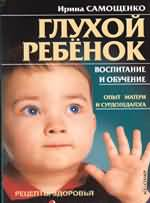 Ирина САМОЩЕНКО
ГЛУХОЙ
РЕБЁНОК
ВОСПИТАНИЕ
И ОБУЧЕНИЕ
ОПЫТ МАТЕРИ
И СУРДОПЕДАГОГА
РЕЦЕПТЫ ЗДОРОВЬЯ